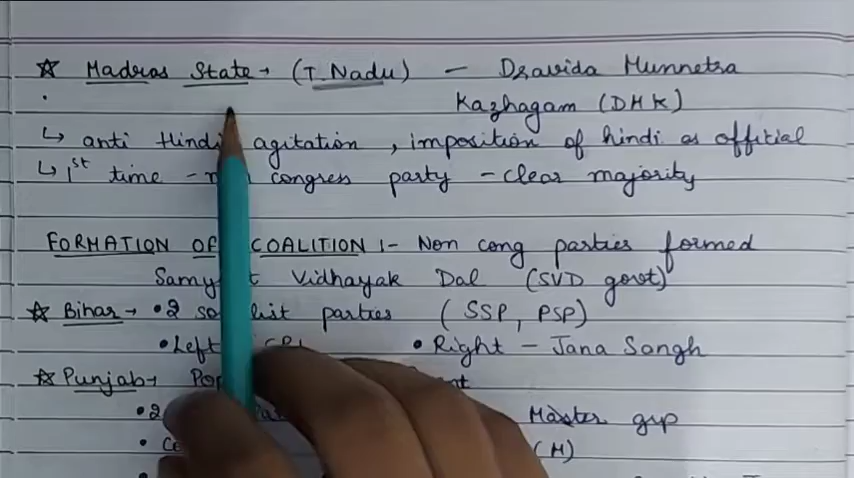 ☆ Madras State → (T. Nadu) - Dravida Munnetra
Kazhagam (DMK)
↳ anti Hindi agitation, imposition of hindi as official
↳ 1st time - congress party - clear majority
FORMATION OF COALITION :- Non cong parties formed
Vidhayak Dal (SVD govt)
☆ Bihar → • 2 parties (SSP, PSP)
• Left • Right - Jana Sangh
☆ Punjab →
• 2 Master grp
• (M)